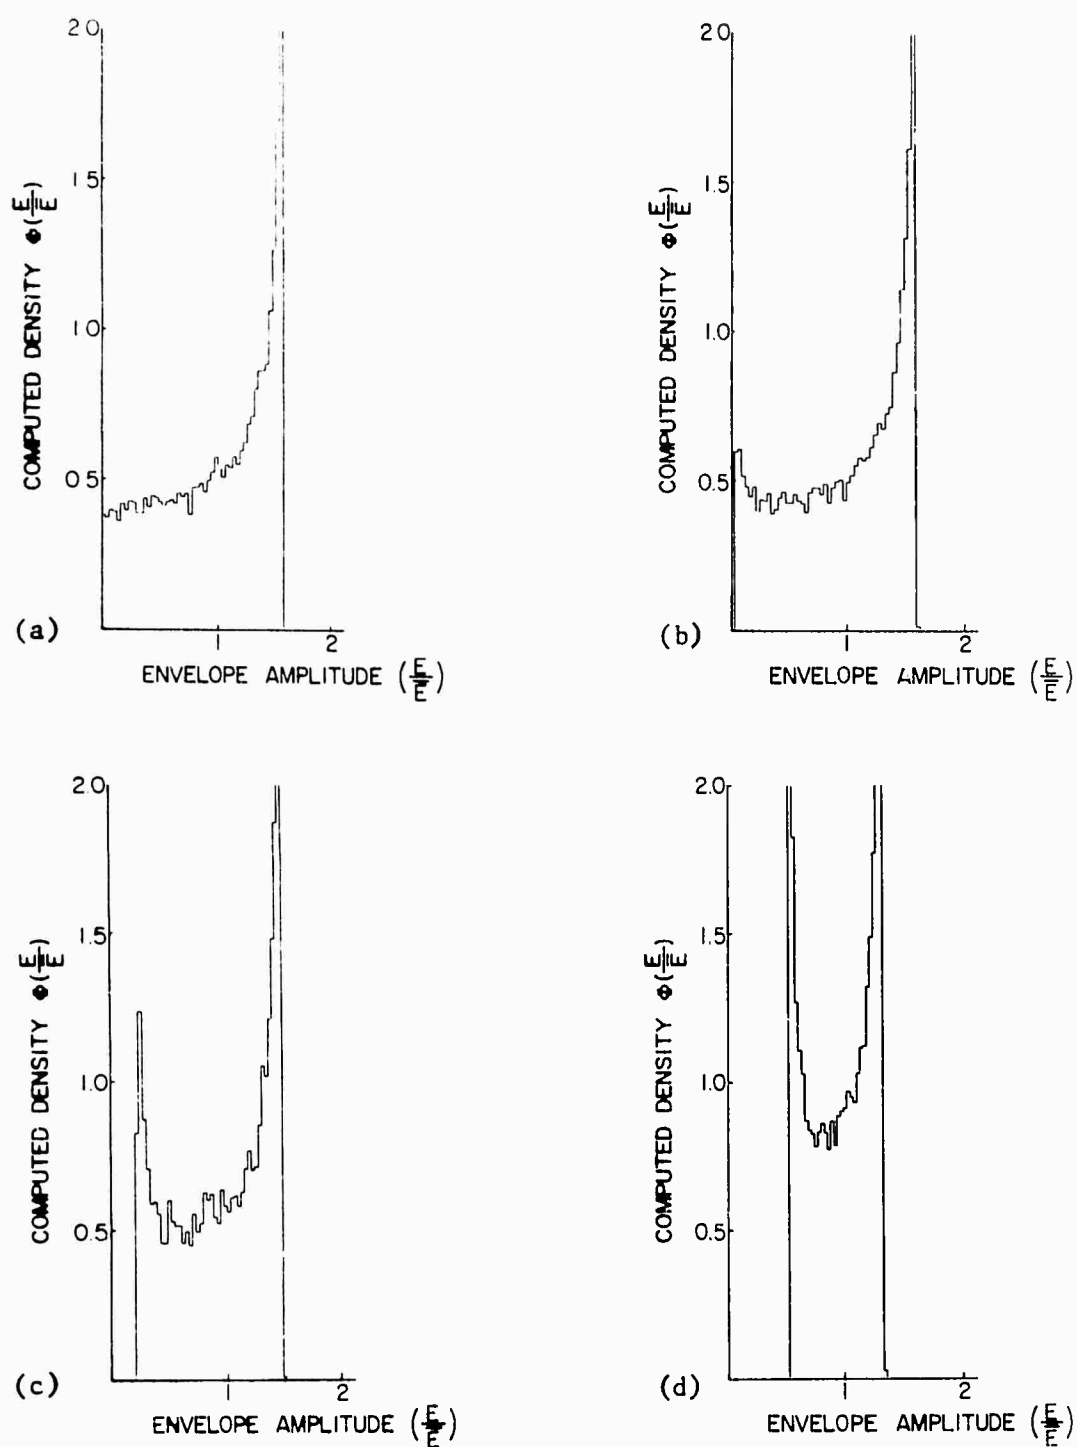 2.0
1.5
1.0
0.5
COMPUTED DENSITY Φ(E/E̿)
(a)
1
2
ENVELOPE AMPLITUDE (E/E̿)
2.0
1.5
1.0
0.5
COMPUTED DENSITY Φ(E/E̿)
(b)
1
2
ENVELOPE AMPLITUDE (E/E̿)
2.0
1.5
1.0
0.5
COMPUTED DENSITY Φ(E/E̿)
(c)
1
2
ENVELOPE AMPLITUDE (E/E̿)
2.0
1.5
1.0
0.5
COMPUTED DENSITY Φ(E/E̿)
(d)
1
2
ENVELOPE AMPLITUDE (E/E̿)